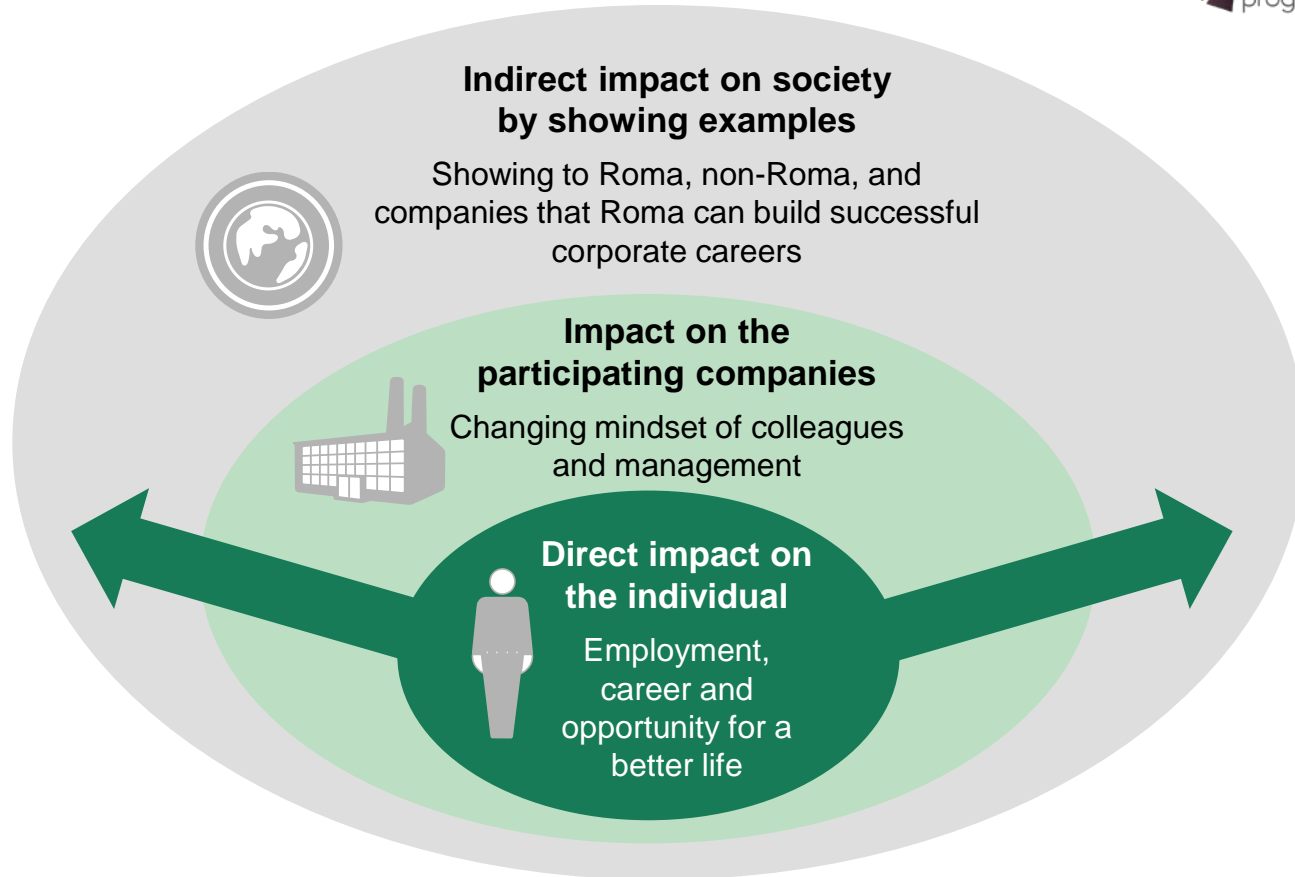 Indirect impact on society
by showing examples
Showing to Roma, non-Roma, and
companies that Roma can build successful
corporate careers
Impact on the
participating companies
Changing mindset of colleagues
and management
Direct impact on
the individual
Employment,
career and
opportunity for a
better life